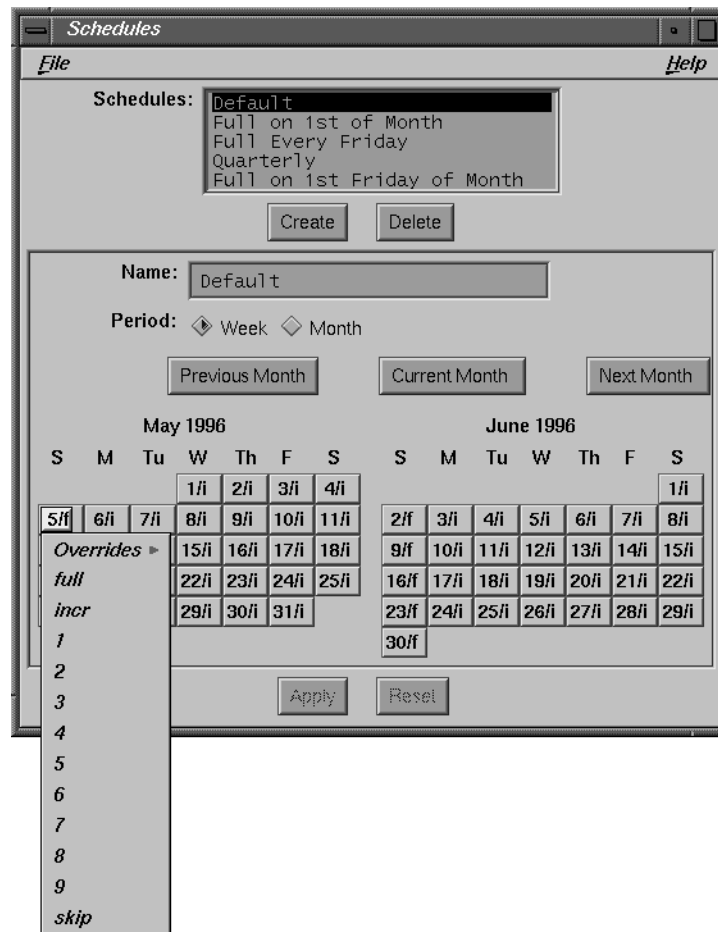 Schedules
File Help
Schedules: Default
Full on 1st of Month
Full Every Friday
Quarterly
Full on 1st Friday of Month
Create Delete
Name: Default
Period: Week Month
Previous Month Current Month Next Month
May 1996 June 1996
S M Tu W Th F S S M Tu W Th F S
1/i 2/i 3/i 4/i 1/i
5/f 6/i 7/i 8/i 9/i 10/i 11/i 2/f 3/i 4/i 5/i 6/i 7/i 8/i
Overrides 15/i 16/i 17/i 18/i 9/f 10/i 11/i 12/i 13/i 14/i 15/i
full 22/i 23/i 24/i 25/i 16/f 17/i 18/i 19/i 20/i 21/i 22/i
incr 29/i 30/i 31/i 23/f 24/i 25/i 26/i 27/i 28/i 29/i
1 30/f
2
3 Apply Reset
4
5
6
7
8
9
skip